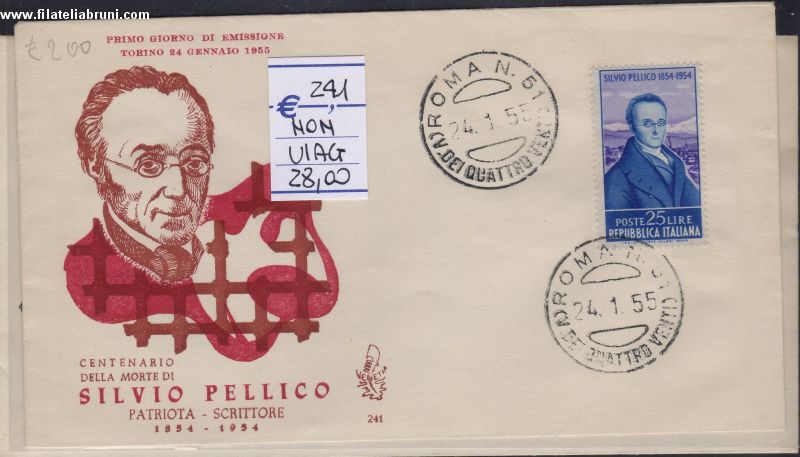 www.filateliabruni.com
€200
PRIMO GIORNO DI EMISSIONE
TORINO 24 GENNAIO 1955
€ 241
NON
VIAG
28,00
ROMA N. 51
24.1.55
(V. DEI QUATTRO VENTI)
SILVIO PELLICO 1854-1954
POSTE 25 LIRE
REPUBBLICA ITALIANA
ROMA N. 51
24.1.55
(V. DEI QUATTRO VENTI)
CENTENARIO
DELLA MORTE DI
SILVIO PELLICO
PATRIOTA - SCRITTORE
1854 - 1954
241